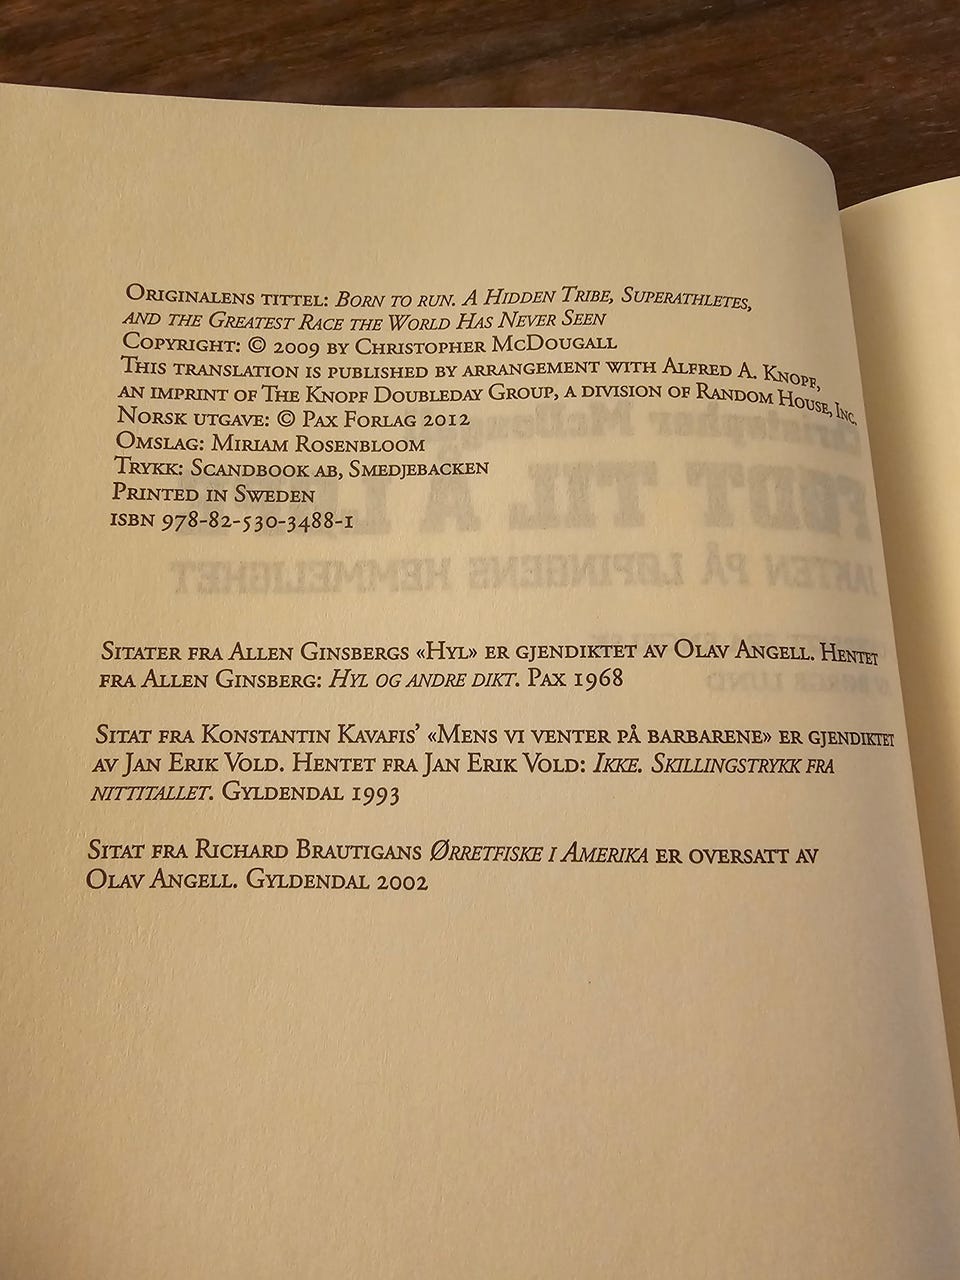 Originalens tittel: Born to run. A Hidden Tribe, Superathletes,
and the Greatest Race the World Has Never Seen
Copyright: © 2009 by Christopher McDougall
This translation is published by arrangement with Alfred A. Knopf,
an imprint of The Knopf Doubleday Group, a division of Random House, Inc.
Norsk utgave: © Pax Forlag 2012
Omslag: Miriam Rosenbloom
Trykk: Scandbook ab, Smedjebacken
Printed in Sweden
isbn 978-82-530-3488-1
Sitater fra Allen Ginsbergs «Hyl» er gjendiktet av Olav Angell. Hentet
fra Allen Ginsberg: Hyl og andre dikt. Pax 1968
Sitat fra Konstantin Kavafis’ «Mens vi venter på barbarene» er gjendiktet
av Jan Erik Vold. Hentet fra Jan Erik Vold: Ikke. Skillingstrykk fra
nittitallet. Gyldendal 1993
Sitat fra Richard Brautigans Ørretfiske i Amerika er oversatt av
Olav Angell. Gyldendal 2002